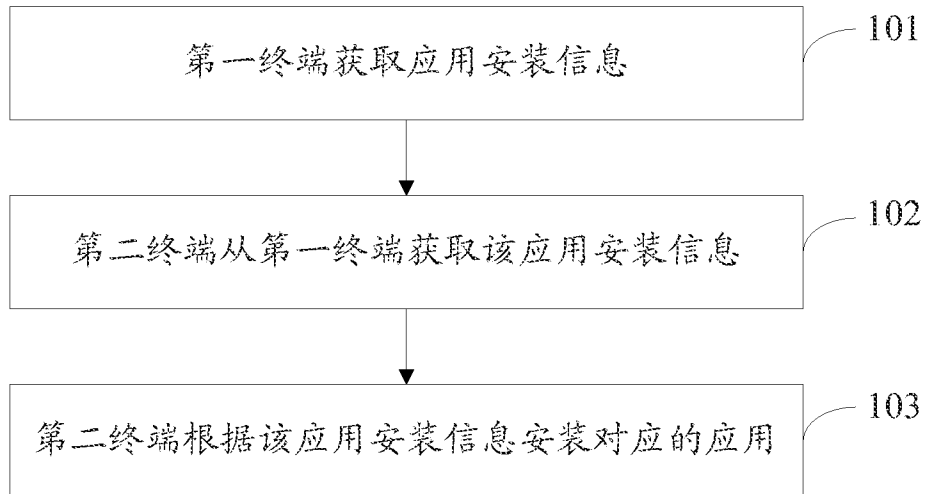 第一终端获取应用安装信息
101
第二终端从第一终端获取该应用安装信息
102
第二终端根据该应用安装信息安装对应的应用
103